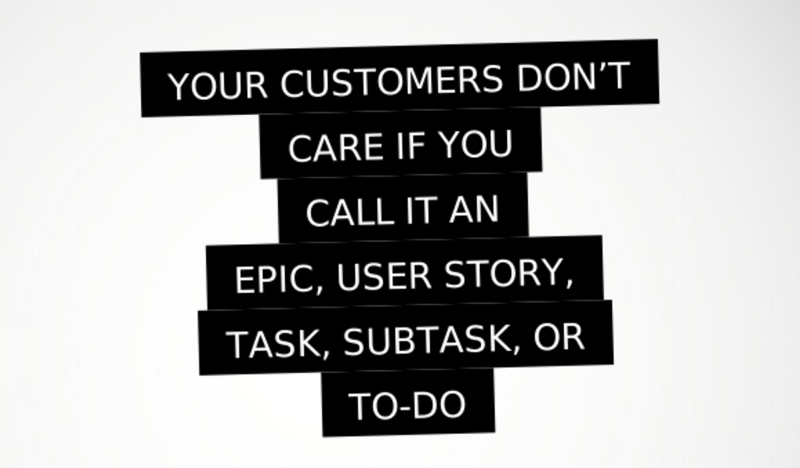 YOUR CUSTOMERS DON’T
CARE IF YOU
CALL IT AN
EPIC, USER STORY,
TASK, SUBTASK, OR
TO-DO